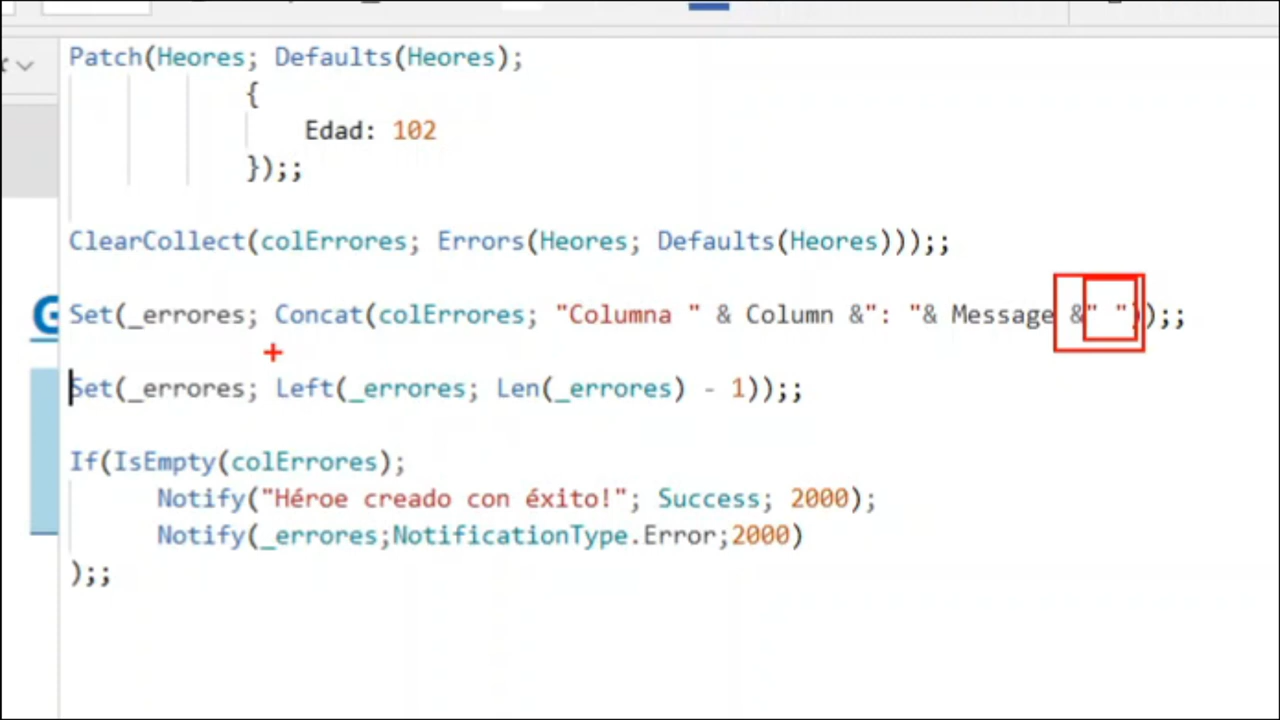 Patch(Heores; Defaults(Heores);
{
Edad: 102
});;
ClearCollect(colErrores; Errors(Heores; Defaults(Heores)));;
Set(_errores; Concat(colErrores; "Columna " & Column &": "& Message &" "));;
Set(_errores; Left(_errores; Len(_errores) - 1));;
If(IsEmpty(colErrores);
Notify("Héroe creado con éxito!"; Success; 2000);
Notify(_errores;NotificationType.Error;2000)
);;